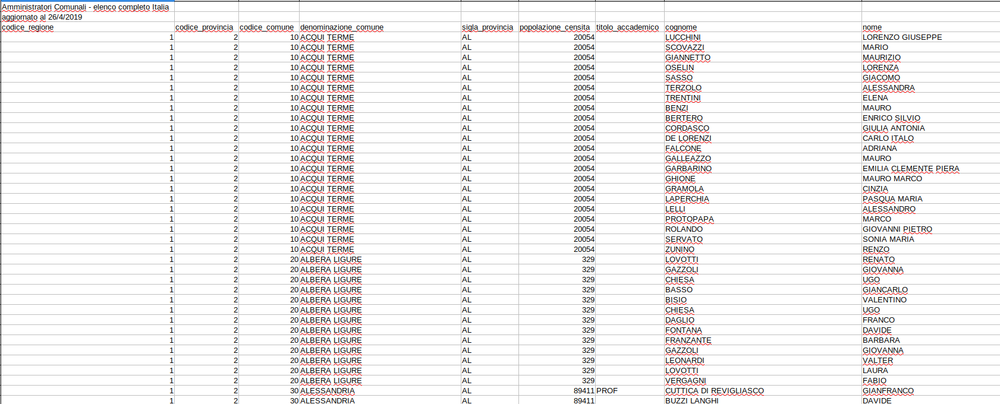 Amministratori Comunali - elenco completo Italia
aggiornato al 26/4/2019
codice_regione codice_provincia codice_comune denominazione_comune sigla_provincia popolazione_censita titolo_accademico cognome nome
1 2 10 ACQUI TERME AL 20054 LUCCHINI LORENZO GIUSEPPE
1 2 10 ACQUI TERME AL 20054 SCOVAZZI MARIO
1 2 10 ACQUI TERME AL 20054 GIANNETTO MAURIZIO
1 2 10 ACQUI TERME AL 20054 OSELIN LORENZA
1 2 10 ACQUI TERME AL 20054 SASSO GIACOMO
1 2 10 ACQUI TERME AL 20054 TERZOLO ALESSANDRA
1 2 10 ACQUI TERME AL 20054 TRENTINI ELENA
1 2 10 ACQUI TERME AL 20054 BENZI MAURO
1 2 10 ACQUI TERME AL 20054 BERTERO ENRICO SILVIO
1 2 10 ACQUI TERME AL 20054 CORDASCO GIULIA ANTONIA
1 2 10 ACQUI TERME AL 20054 DE LORENZI CARLO ITALO
1 2 10 ACQUI TERME AL 20054 FALCONE ADRIANA
1 2 10 ACQUI TERME AL 20054 GALLEAZZO MAURO
1 2 10 ACQUI TERME AL 20054 GARBARINO EMILIA CLEMENTE PIERA
1 2 10 ACQUI TERME AL 20054 GHIONE MAURO MARCO
1 2 10 ACQUI TERME AL 20054 GRAMOLA CINZIA
1 2 10 ACQUI TERME AL 20054 LAPERCHIA PASQUA MARIA
1 2 10 ACQUI TERME AL 20054 LELLI ALESSANDRO
1 2 10 ACQUI TERME AL 20054 PROTOPAPA MARCO
1 2 10 ACQUI TERME AL 20054 ROLANDO GIOVANNI PIETRO
1 2 10 ACQUI TERME AL 20054 SERVATO SONIA MARIA
1 2 10 ACQUI TERME AL 20054 ZUNINO RENZO
1 2 20 ALBERA LIGURE AL 329 LOVOTTI RENATO
1 2 20 ALBERA LIGURE AL 329 GAZZOLI GIOVANNA
1 2 20 ALBERA LIGURE AL 329 CHIESA UGO
1 2 20 ALBERA LIGURE AL 329 BASSO GIANCARLO
1 2 20 ALBERA LIGURE AL 329 BISIO VALENTINO
1 2 20 ALBERA LIGURE AL 329 CHIESA UGO
1 2 20 ALBERA LIGURE AL 329 DAGLIO FRANCO
1 2 20 ALBERA LIGURE AL 329 FONTANA DAVIDE
1 2 20 ALBERA LIGURE AL 329 FRANZANTE BARBARA
1 2 20 ALBERA LIGURE AL 329 GAZZOLI GIOVANNA
1 2 20 ALBERA LIGURE AL 329 LEONARDI VALTER
1 2 20 ALBERA LIGURE AL 329 LOVOTTI LAURA
1 2 20 ALBERA LIGURE AL 329 VERGAGNI FABIO
1 2 30 ALESSANDRIA AL 89411 PROF CUTTICA DI REVIGLIASCO GIANFRANCO
1 2 30 ALESSANDRIA AL 89411 BUZZI LANGHI DAVIDE